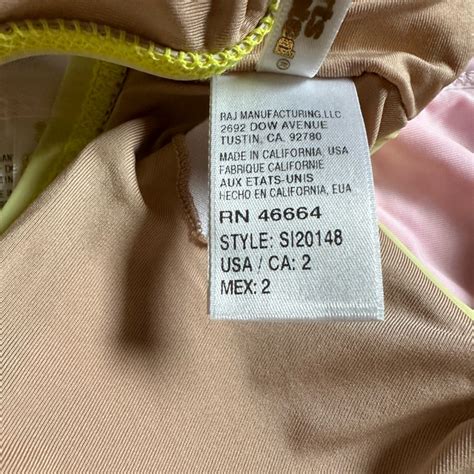 RAJ MANUFACTURING, LLC
2692 DOW AVENUE
TUSTIN, CA. 92780
MADE IN CALIFORNIA, USA
FABRIQUE CALIFORNIE
AUX ETATS-UNIS
HECHO EN CALIFORNIA, EUA
RN 46664
STYLE: SI20148
USA / CA: 2
MEX: 2